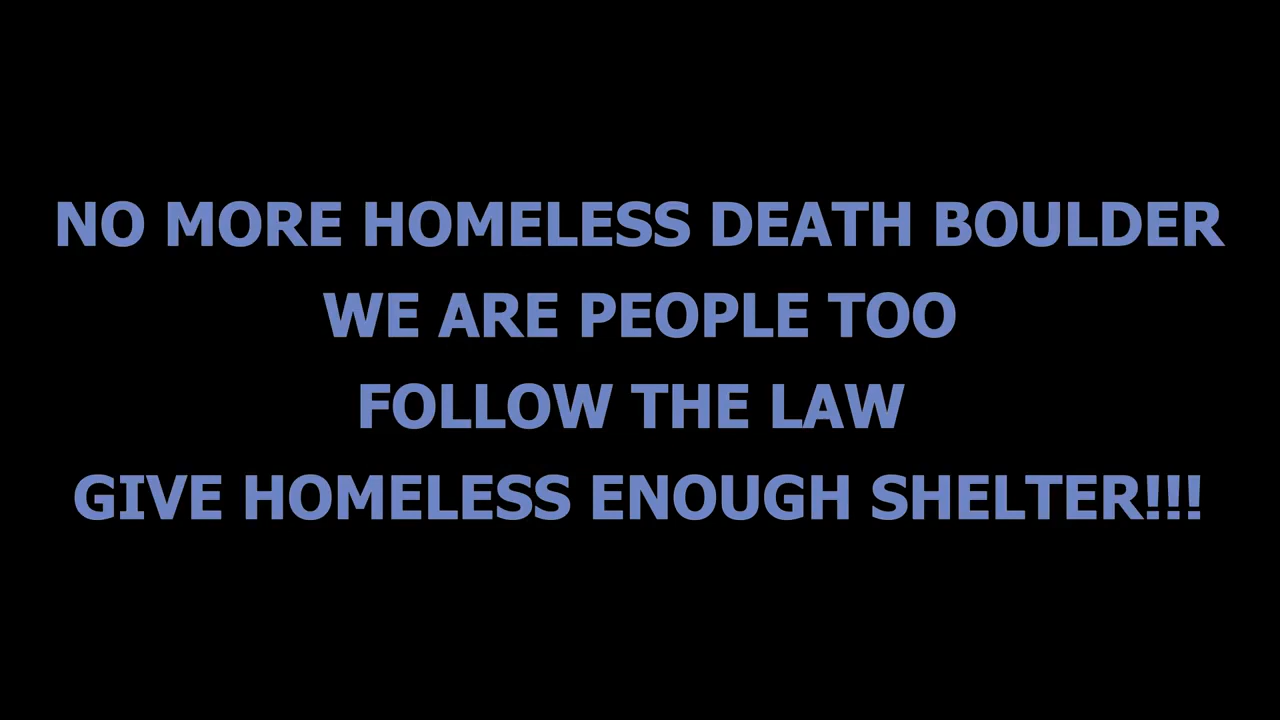 NO MORE HOMELESS DEATH BOULDER
WE ARE PEOPLE TOO
FOLLOW THE LAW
GIVE HOMELESS ENOUGH SHELTER!!!